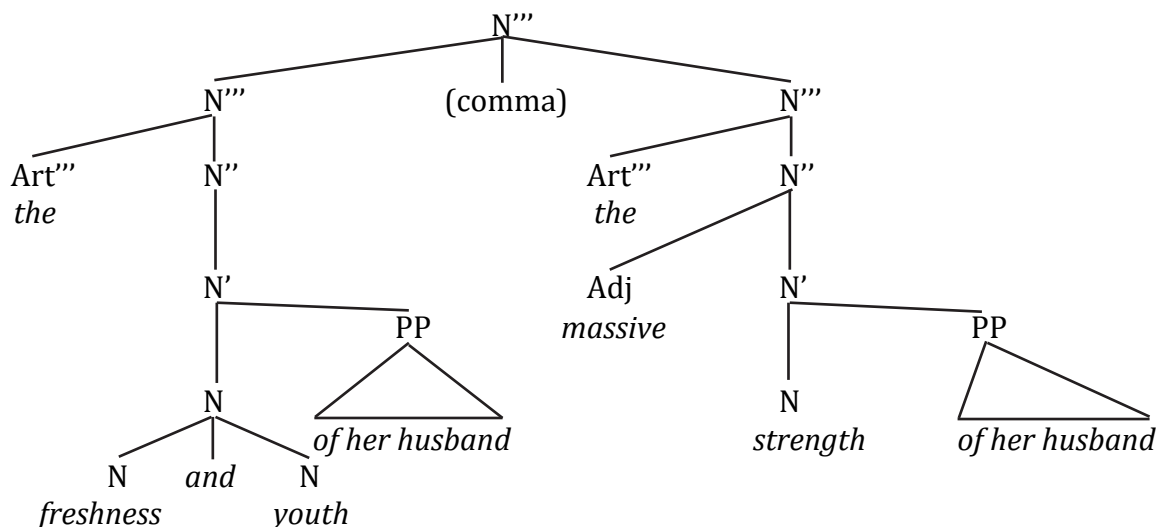 N’’’
N’’’ (comma) N’’’
Art’’’ N’’ Art’’’ N’’
the the
N’ Adj N’
massive
PP PP
N N
of her husband strength of her husband
N and N
freshness youth